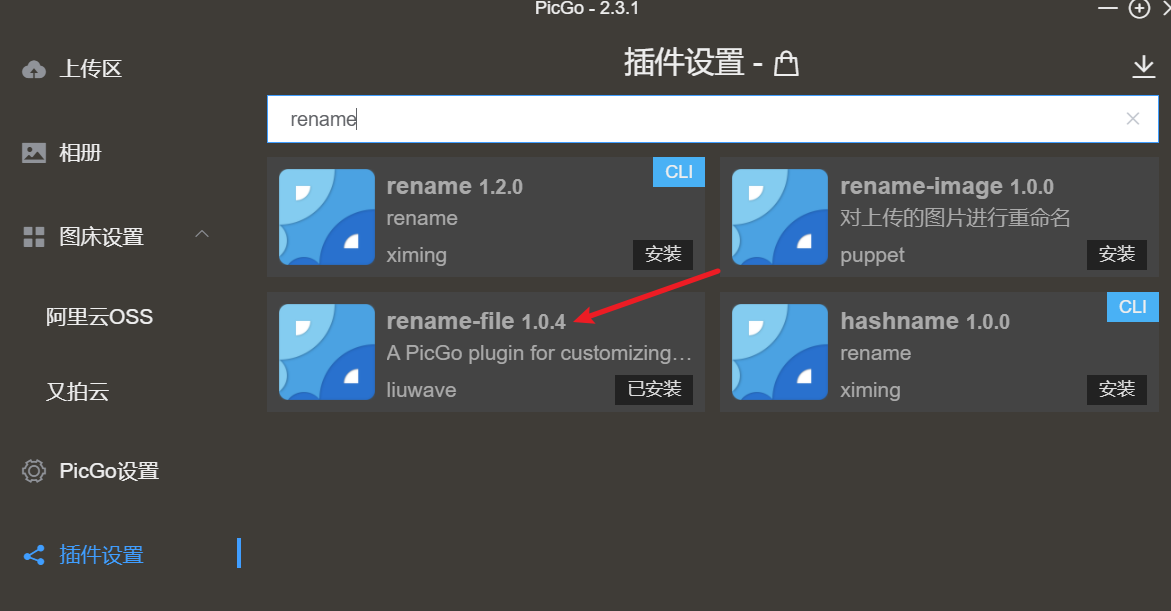 PicGo - 2.3.1
上传区
相册
图床设置
阿里云OSS
又拍云
PicGo设置
插件设置
插件设置 -
rename
rename 1.2.0
CLI
rename
ximing
安装
rename-image 1.0.0
对上传的图片进行重命名
puppet
安装
rename-file 1.0.4
A PicGo plugin for customizing…
liuwave
已安装
hashname 1.0.0
CLI
rename
ximing
安装